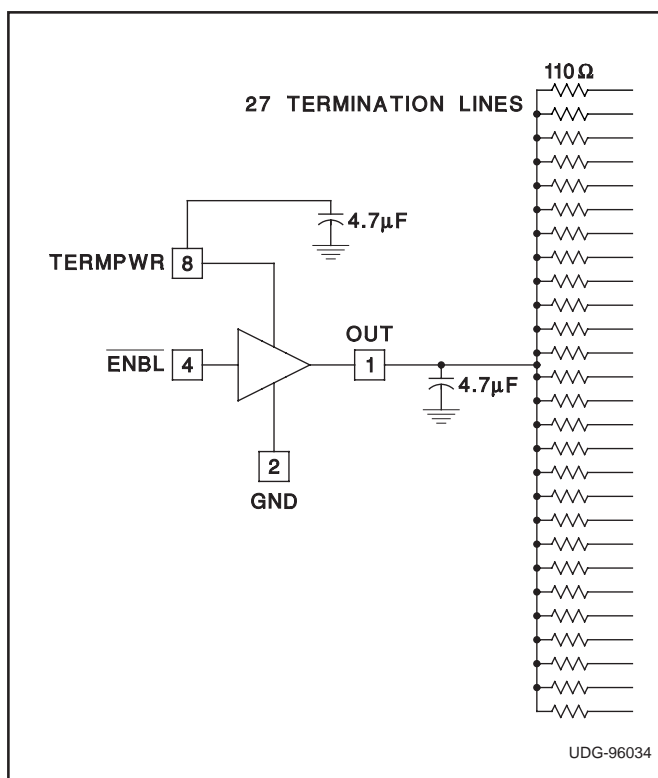 110Ω
27 TERMINATION LINES
4.7µF
TERMPWR 8
OUT
ENBL 4
1
4.7µF
2
GND
UDG-96034